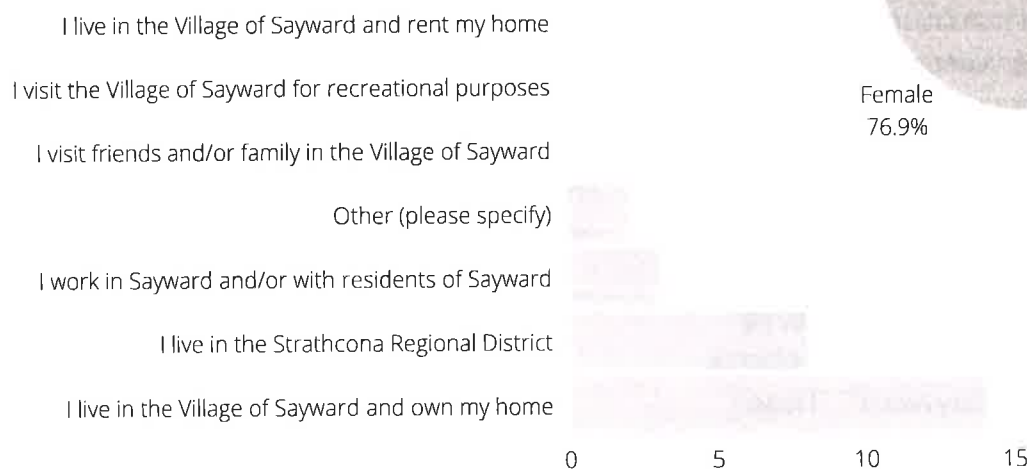 I live in the Village of Sayward and rent my home
I visit the Village of Sayward for recreational purposes
Female
76.9%
I visit friends and/or family in the Village of Sayward
Other (please specify)
I work in Sayward and/or with residents of Sayward
I live in the Strathcona Regional District
I live in the Village of Sayward and own my home
0 5 10 15